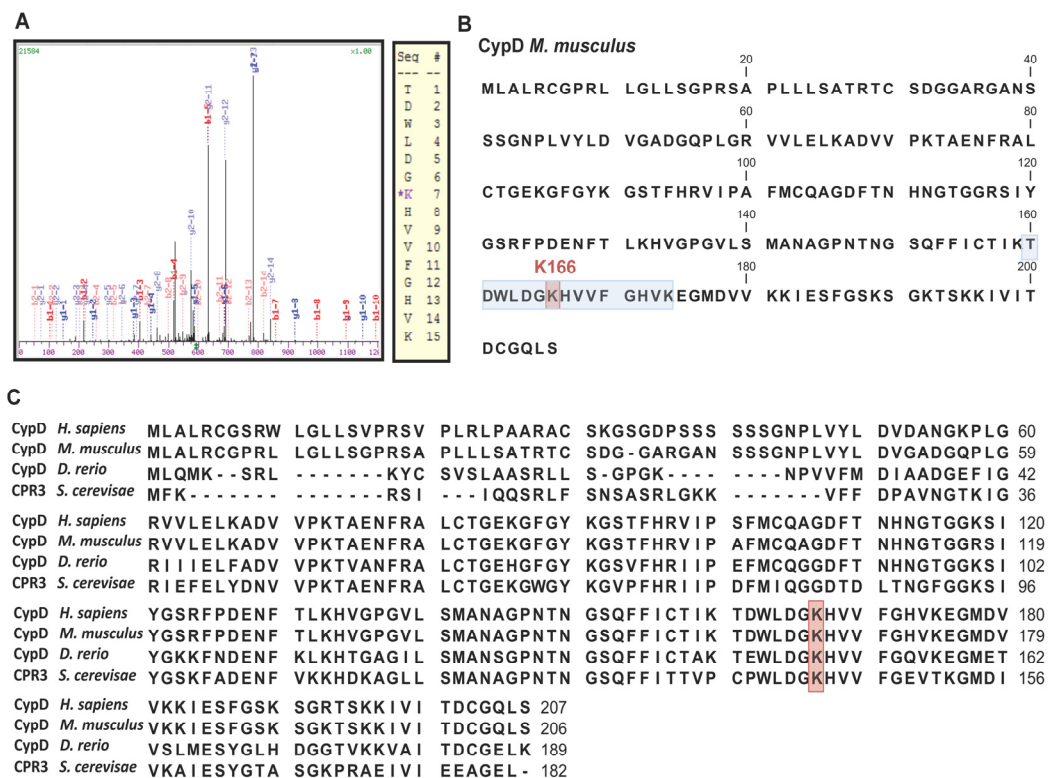 A
21584
x1.00
0
200
400
600
800
1000
1200
Seq #
--- --
T 1
D 2
W 3
L 4
D 5
G 6
*K 7
H 8
V 9
V 10
F 11
G 12
H 13
V 14
K 15
B
CypD M. musculus
20 40
MLALRCGPRL LGLLSGPRSA PLLLSATRTC SDGGARGANS
60 80
SSGNPLVYLD VGADGQPLGR VVLELKADVV PKTAENFRAL
100 120
CTGEKGFGYK GSTFHRVIPA FMCQAGDFTN HNGTGGRSIY
140 160
GSRFPDENFT LKHVGPGVLS MANAGPNTNG SQFFICTIKT
K166 180 200
DWLDGKHVVF GHVKEGMDVV KKIESFGSKS GKTSKKIVIT
DCGQLS
C
CypD H. sapiens MLALRCGSRW LGLLSVPRSV PLRLPAARAC SKGSGDPSSS SSSGNPLVYL DVDANGKPLG 60
CypD M. musculus MLALRCGPRL LGLLSGPRSA PLLLSATRTC SDG-GARGAN SSSGNPLVYL DVGADGQPLG 59
CypD D. rerio MLQMK--SRL ------KYC SVSLAASRLL S-GPGK---- ---NPVVFM DIAADGEFIG 42
CPR3 S. cerevisae MFK------- ------RSI --IQQSRLF SNSASRLGKK -------VFF DPAVNGTKIG 36
CypD H. sapiens RVVLELKADV VPKTAENFRA LCTGEKGFGY KGSTFHRVIP SFMCQAGDFT NHNGTGGKSI 120
CypD M. musculus RVVLELKADV VPKTAENFRA LCTGEKGFGY KGSTFHRVIP AFMCQAGDFT NHNGTGGRSI 119
CypD D. rerio RIIIELFADV VPKTVANFRA LCTGEHGFGY KGSVFHRIIP EFMCQGGDFT NHNGTGGKSI 102
CPR3 S. cerevisae RIEFELYDNV VPKTAENFRA LCTGEKGWGY KGVPFHRIIP DFMIQGGDTD LTNGFGGKSI 96
CypD H. sapiens YGSRFPDENF TLKHVGPGVL SMANAGPNTN GSQFFICTIK TDWLDGKHVV FGHVKEGMDV 180
CypD M. musculus YGSRFPDENF TLKHVGPGVL SMANAGPNTN GSQFFICTIK TDWLDGKHVV FGHVKEGMDV 179
CypD D. rerio YGKKFNDENF KLKHTGAGIL SMANSGPNTN GSQFFICTAK TEWLDGKHVV FGQVKEGMET 162
CPR3 S. cerevisae YGSKFADENF VKKHDKAGLL SMANAGPNTN GSQFFITTVP CPWLDGKHVV FGEVTKGMDI 156
CypD H. sapiens VKKIESFGSK SGRTSKKIVI TDCGQLS 207
CypD M. musculus VKKIESFGSK SGKTSKKIVI TDCGQLS 206
CypD D. rerio VSLMESYGLH DGGTVKKVAI TDCGELK 189
CPR3 S. cerevisae VKAIESYGTA SGKPRAEIVI EEAGEL- 182